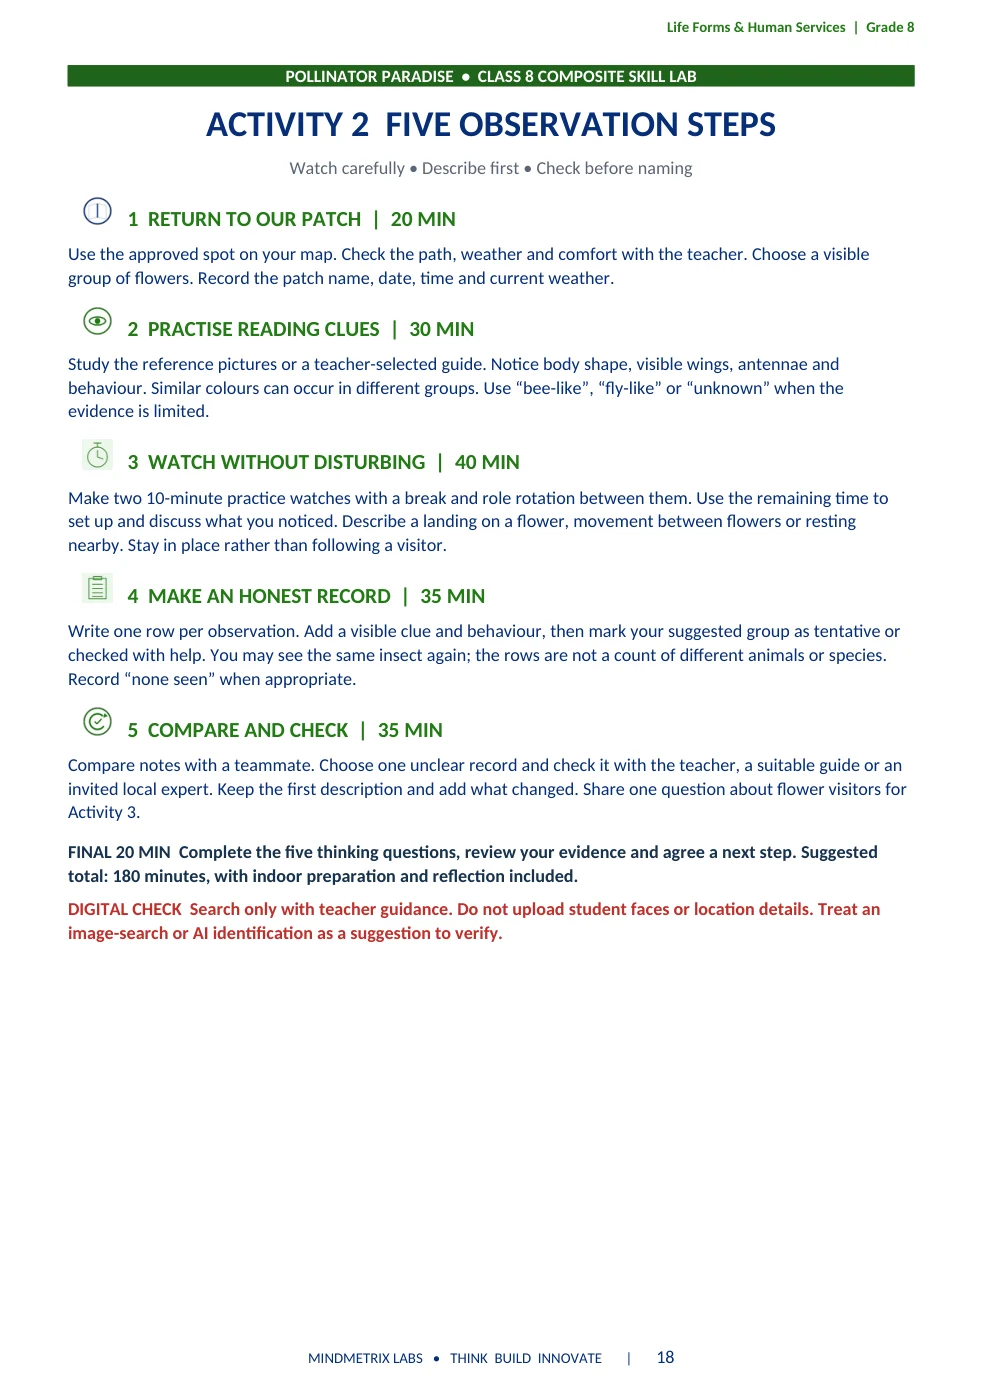 Life Forms & Human Services | Grade 8
POLLINATOR PARADISE • CLASS 8 COMPOSITE SKILL LAB
ACTIVITY 2 FIVE OBSERVATION STEPS
Watch carefully • Describe first • Check before naming
1 RETURN TO OUR PATCH | 20 MIN
Use the approved spot on your map. Check the path, weather and comfort with the teacher. Choose a visible
group of flowers. Record the patch name, date, time and current weather.
2 PRACTISE READING CLUES | 30 MIN
Study the reference pictures or a teacher-selected guide. Notice body shape, visible wings, antennae and
behaviour. Similar colours can occur in different groups. Use “bee-like”, “fly-like” or “unknown” when the
evidence is limited.
3 WATCH WITHOUT DISTURBING | 40 MIN
Make two 10-minute practice watches with a break and role rotation between them. Use the remaining time to
set up and discuss what you noticed. Describe a landing on a flower, movement between flowers or resting
nearby. Stay in place rather than following a visitor.
4 MAKE AN HONEST RECORD | 35 MIN
Write one row per observation. Add a visible clue and behaviour, then mark your suggested group as tentative or
checked with help. You may see the same insect again; the rows are not a count of different animals or species.
Record “none seen” when appropriate.
5 COMPARE AND CHECK | 35 MIN
Compare notes with a teammate. Choose one unclear record and check it with the teacher, a suitable guide or an
invited local expert. Keep the first description and add what changed. Share one question about flower visitors for
Activity 3.
FINAL 20 MIN Complete the five thinking questions, review your evidence and agree a next step. Suggested
total: 180 minutes, with indoor preparation and reflection included.
DIGITAL CHECK Search only with teacher guidance. Do not upload student faces or location details. Treat an
image-search or AI identification as a suggestion to verify.
MINDMETRIX LABS • THINK BUILD INNOVATE | 18